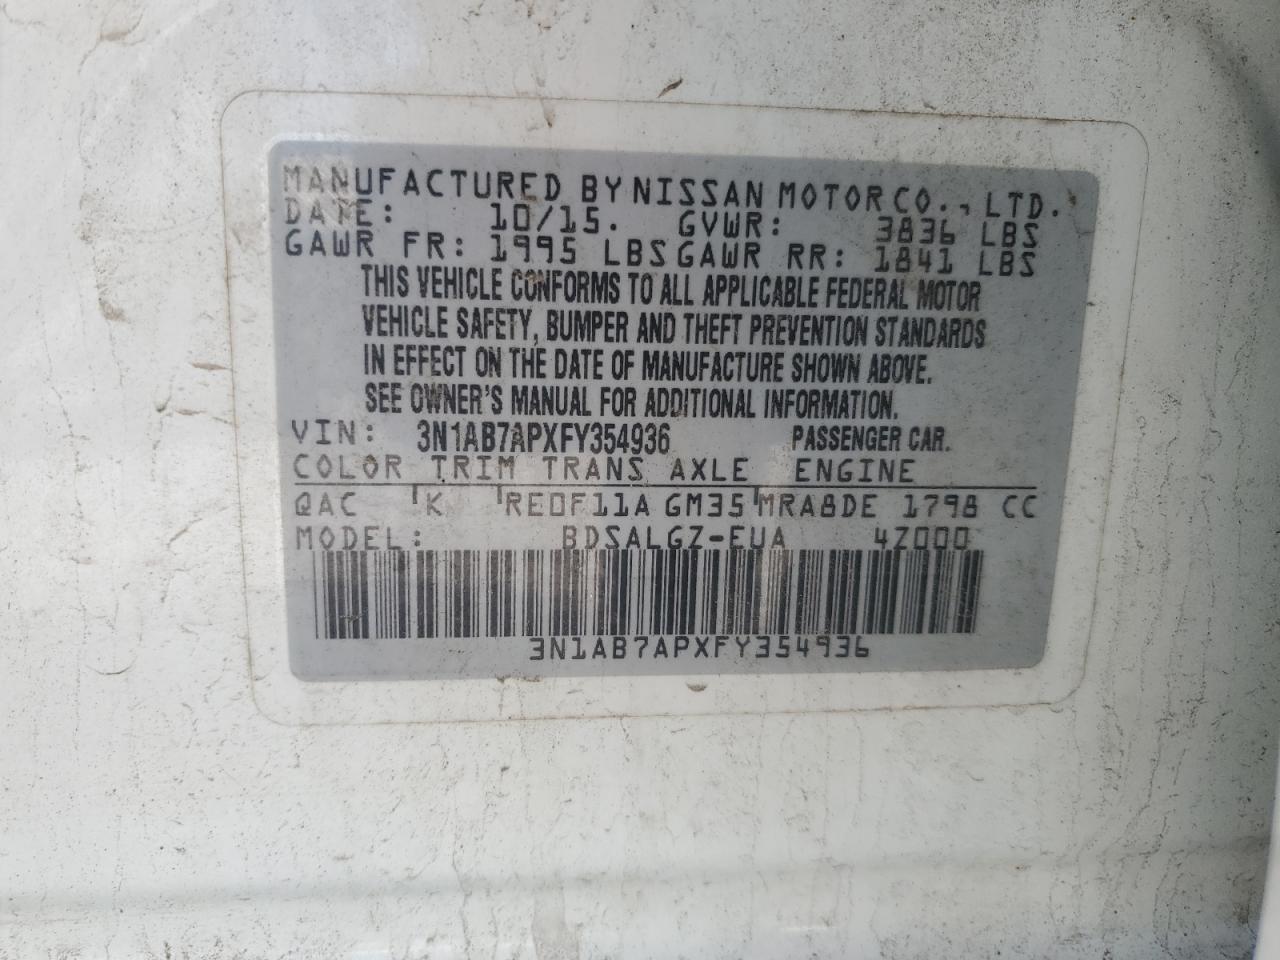 MANUFACTURED BY NISSAN MOTOR CO., LTD.
DATE: 10/15. GVWR: 3836 LBS
GAWR FR: 1995 LBS GAWR RR: 1841 LBS
THIS VEHICLE CONFORMS TO ALL APPLICABLE FEDERAL MOTOR
VEHICLE SAFETY, BUMPER AND THEFT PREVENTION STANDARDS
IN EFFECT ON THE DATE OF MANUFACTURE SHOWN ABOVE.
SEE OWNER'S MANUAL FOR ADDITIONAL INFORMATION.
VIN: 3N1AB7APXFY354936 PASSENGER CAR.
COLOR TRIM TRANS AXLE ENGINE
QAC K RE0F11A GM35 MRA8DE 1798 CC
MODEL: BDSALGZ-EUA 4Z000
3N1AB7APXFY354936